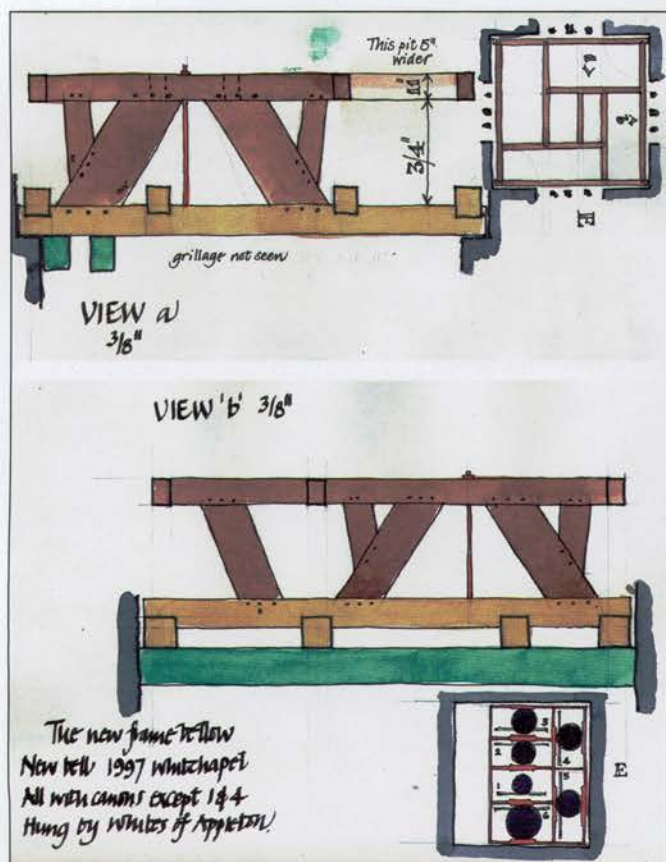 This pit 5"
wider
11"
3/4"
a
b
E
grillage not seen
VIEW a
3/8"
VIEW 'b' 3/8"
The new frame bellow
New bell 1997 whitchapel
All with canons except 1&4
Hung by Whites of Appleton
3
2
4
1
5
6
E